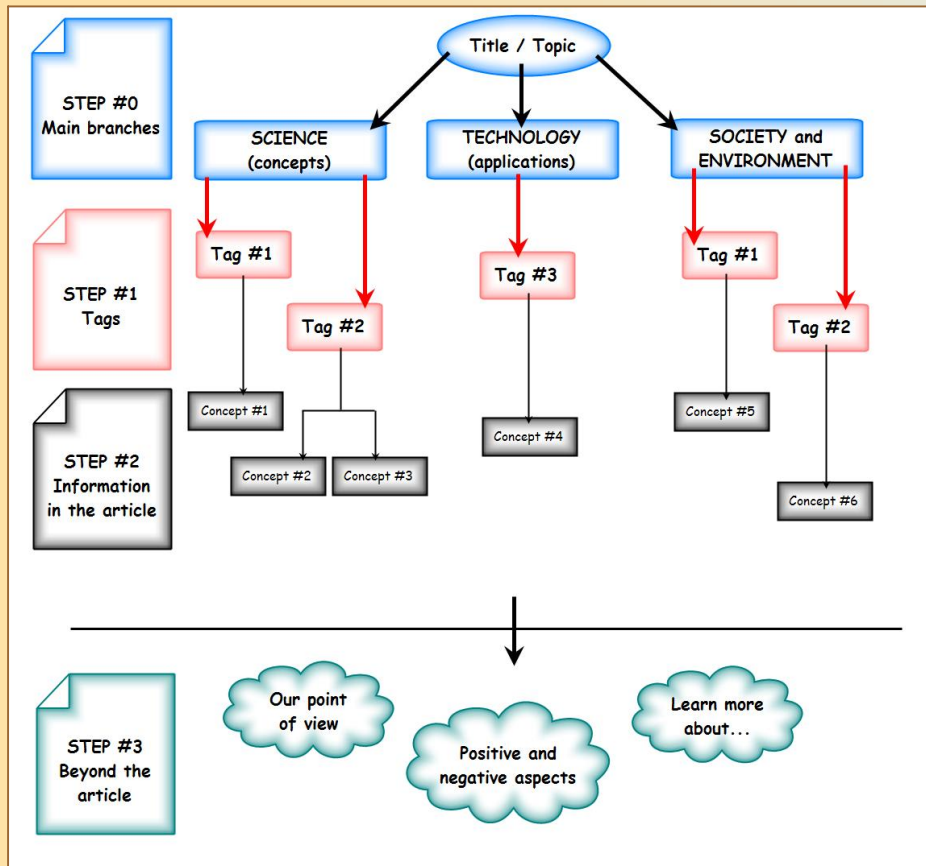 Title / Topic
STEP #0
Main branches
SCIENCE
(concepts)
TECHNOLOGY
(applications)
SOCIETY and
ENVIRONMENT
STEP #1
Tags
Tag #1
Tag #2
Tag #3
Tag #1
Tag #2
STEP #2
Information
in the article
Concept #1
Concept #2
Concept #3
Concept #4
Concept #5
Concept #6
STEP #3
Beyond the
article
Our point
of view
Positive and
negative aspects
Learn more
about...